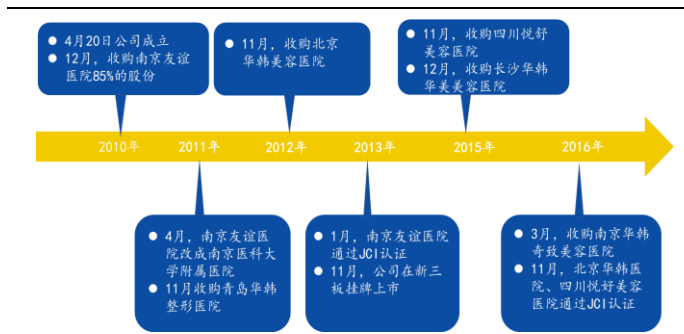 ● 4月20日公司成立
● 12月，收购南京友谊
医院85%的股份
● 11月，收购北京
华韩美容医院
● 11月，收购四川悦舒
美容医院
● 12月，收购长沙华韩
华美美容医院
2010年 2011年 2012年 2013年 2015年 2016年
● 4月，南京友谊医
院改成南京医科大
学附属医院
● 11月收购青岛华韩
整形医院
● 1月，南京友谊医院
通过JCI认证
● 11月，公司在新三
板挂牌上市
● 3月，收购南京华韩
奇致美容医院
● 11月，北京华韩医
院、四川悦好美容
医院通过JCI认证